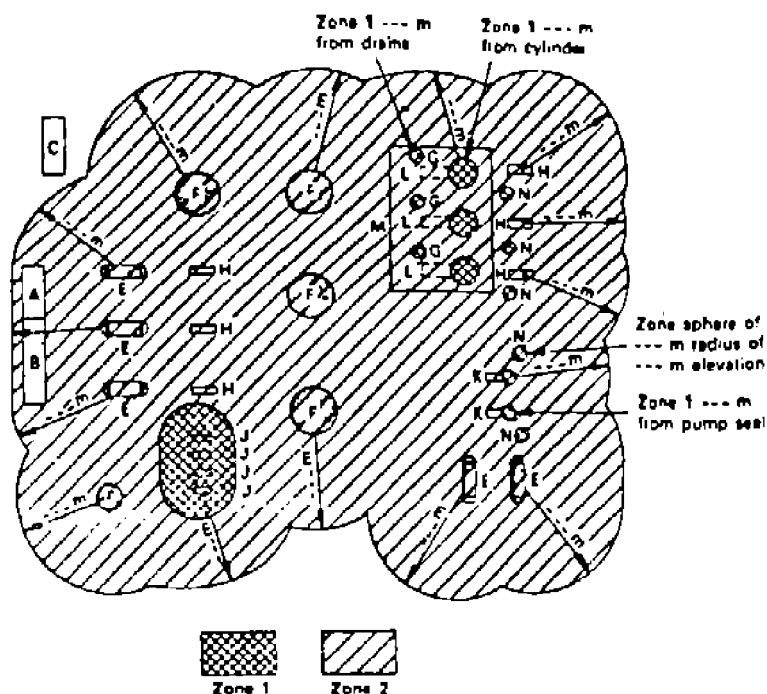 Zone 1 --- m
from drains
Zone 1 --- m
from cylinder
C
E
m
m
m
F
F
G
L
H
N
G
M
L
H
N
G
L
H
N
m
m
m
E
H
A
F
E
H
B
E
H
m
F
J
J
J
J
E
E
m
F
N
K
m
K
N
E
E
m
m
Zone sphere of
--- m radius of
--- m elevation
Zone 1 --- m
from pump seal
Zone 1
Zone 2